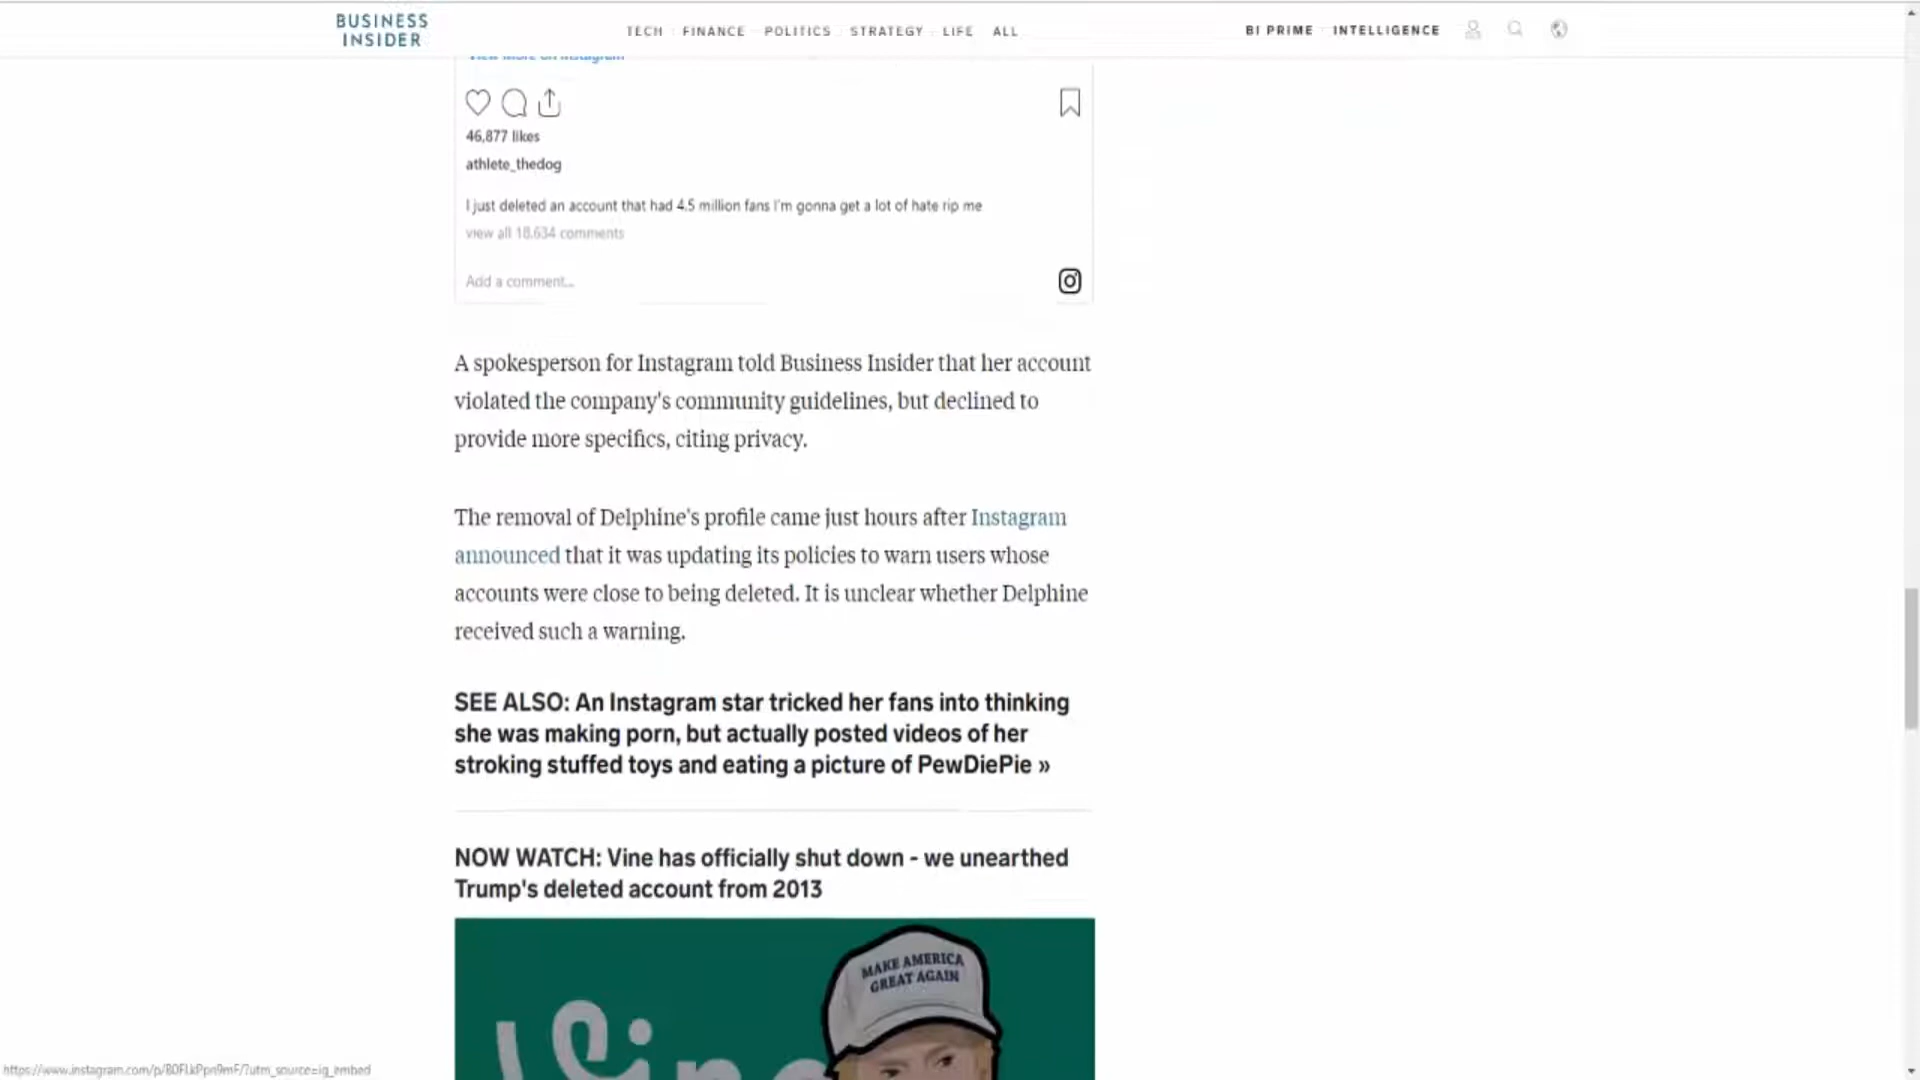 BUSINESS
INSIDER
TECH FINANCE POLITICS STRATEGY LIFE ALL
BI PRIME INTELLIGENCE
View More on Instagram
46,877 likes
athlete_thedog
I just deleted an account that had 4.5 million fans I'm gonna get a lot of hate rip me
view all 18,634 comments
Add a comment...
A spokesperson for Instagram told Business Insider that her account
violated the company's community guidelines, but declined to
provide more specifics, citing privacy.
The removal of Delphine's profile came just hours after Instagram
announced that it was updating its policies to warn users whose
accounts were close to being deleted. It is unclear whether Delphine
received such a warning.
SEE ALSO: An Instagram star tricked her fans into thinking
she was making porn, but actually posted videos of her
stroking stuffed toys and eating a picture of PewDiePie »
NOW WATCH: Vine has officially shut down - we unearthed
Trump's deleted account from 2013
MAKE AMERICA
GREAT AGAIN